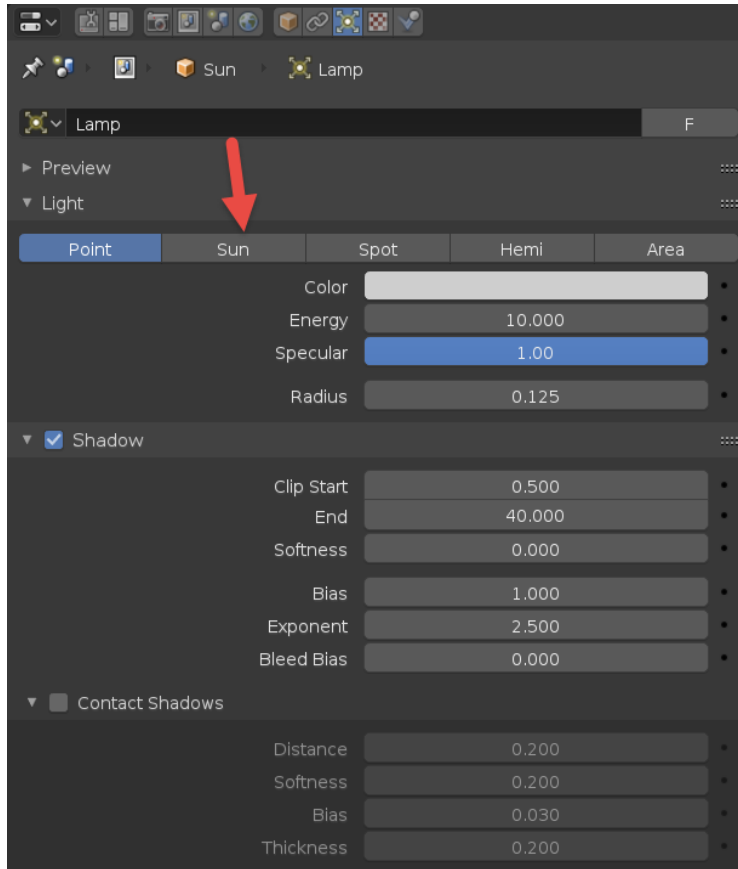 Sun Lamp
Lamp F
Preview
Light
Point Sun Spot Hemi Area
Color
Energy 10.000
Specular 1.00
Radius 0.125
Shadow
Clip Start 0.500
End 40.000
Softness 0.000
Bias 1.000
Exponent 2.500
Bleed Bias 0.000
Contact Shadows
Distance 0.200
Softness 0.200
Bias 0.030
Thickness 0.200